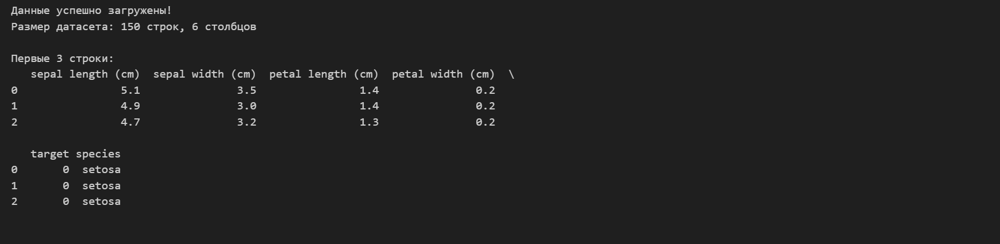 Данные успешно загружены!
Размер датасета: 150 строк, 6 столбцов
Первые 3 строки:
   sepal length (cm)  sepal width (cm)  petal length (cm)  petal width (cm)  \
0                5.1               3.5                1.4               0.2
1                4.9               3.0                1.4               0.2
2                4.7               3.2                1.3               0.2
   target species
0       0  setosa
1       0  setosa
2       0  setosa